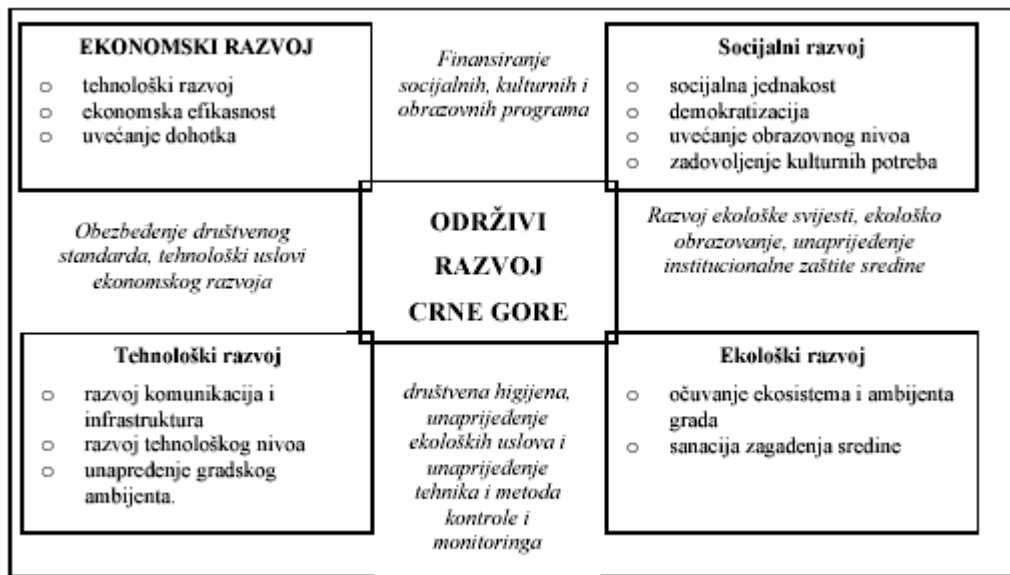 EKONOMSKI RAZVOJ
o tehnološki razvoj
o ekonomska efikasnost
o uvećanje dohotka
Finansiranje
socijalnih, kulturnih i
obrazovnih programa
Socijalni razvoj
o socijalna jednakost
o demokratizacija
o uvećanje obrazovnog nivoa
o zadovoljenje kulturnih potreba
Obezbeđenje društvenog
standarda, tehnološki uslovi
ekonomskog razvoja
ODRŽIVI
RAZVOJ
CRNE GORE
Razvoj ekološke svijesti, ekološko
obrazovanje, unaprijeđenje
institucionalne zaštite sredine
Tehnološki razvoj
o razvoj komunikacija i
infrastruktura
o razvoj tehnološkog nivoa
o unapređenje gradskog
ambijenta.
društvena higijena,
unaprijeđenje
ekoloških uslova i
unaprijeđenje
tehnika i metoda
kontrole i
monitoringa
Ekološki razvoj
o očuvanje ekosistema i ambijenta
grada
o sanacija zagađenja sredine